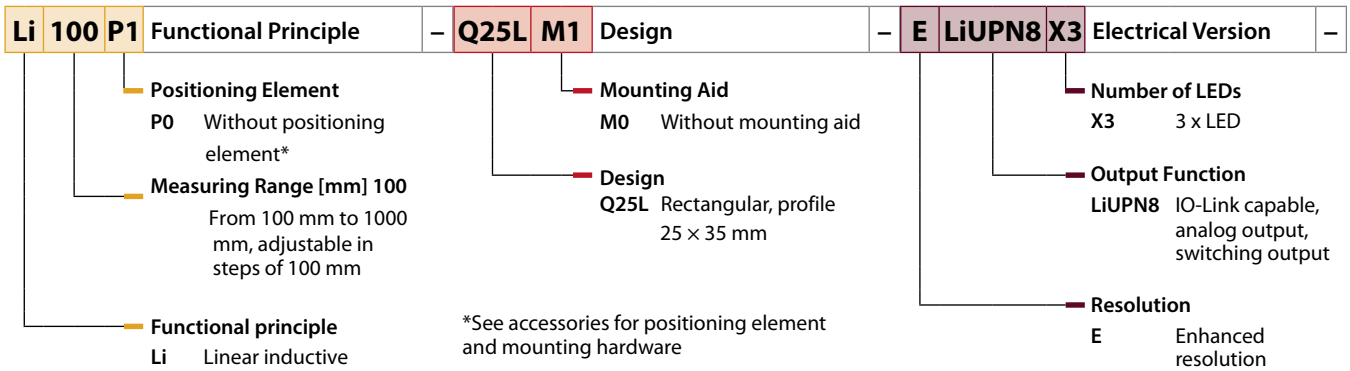 Li 100 P1 Functional Principle – Q25L M1 Design – E LiUPN8 X3 Electrical Version –
Positioning Element
P0 Without positioning
element*
Measuring Range [mm] 100
From 100 mm to 1000
mm, adjustable in
steps of 100 mm
Functional principle
Li Linear inductive
Mounting Aid
M0 Without mounting aid
Design
Q25L Rectangular, profile
25 × 35 mm
*See accessories for positioning element
and mounting hardware
Number of LEDs
X3 3 x LED
Output Function
LiUPN8 IO-Link capable,
analog output,
switching output
Resolution
E Enhanced
resolution